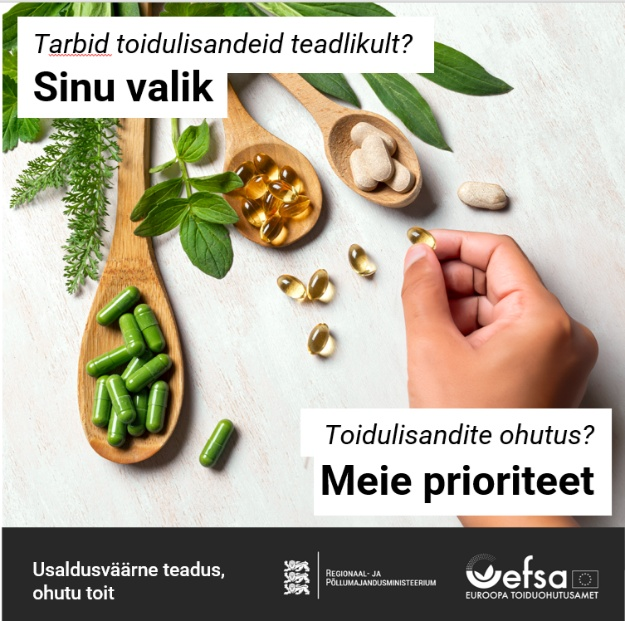 Tarbid toidulisandeid teadlikult?
Sinu valik
Toidulisandite ohutus?
Meie prioriteet
Usaldusväärne teadus,
ohutu toit
REGIONAAL- JA
PÕLLUMAJANDUSMINISTEERIUM
efsa
EUROOPA TOIDUOHUTUSAMET